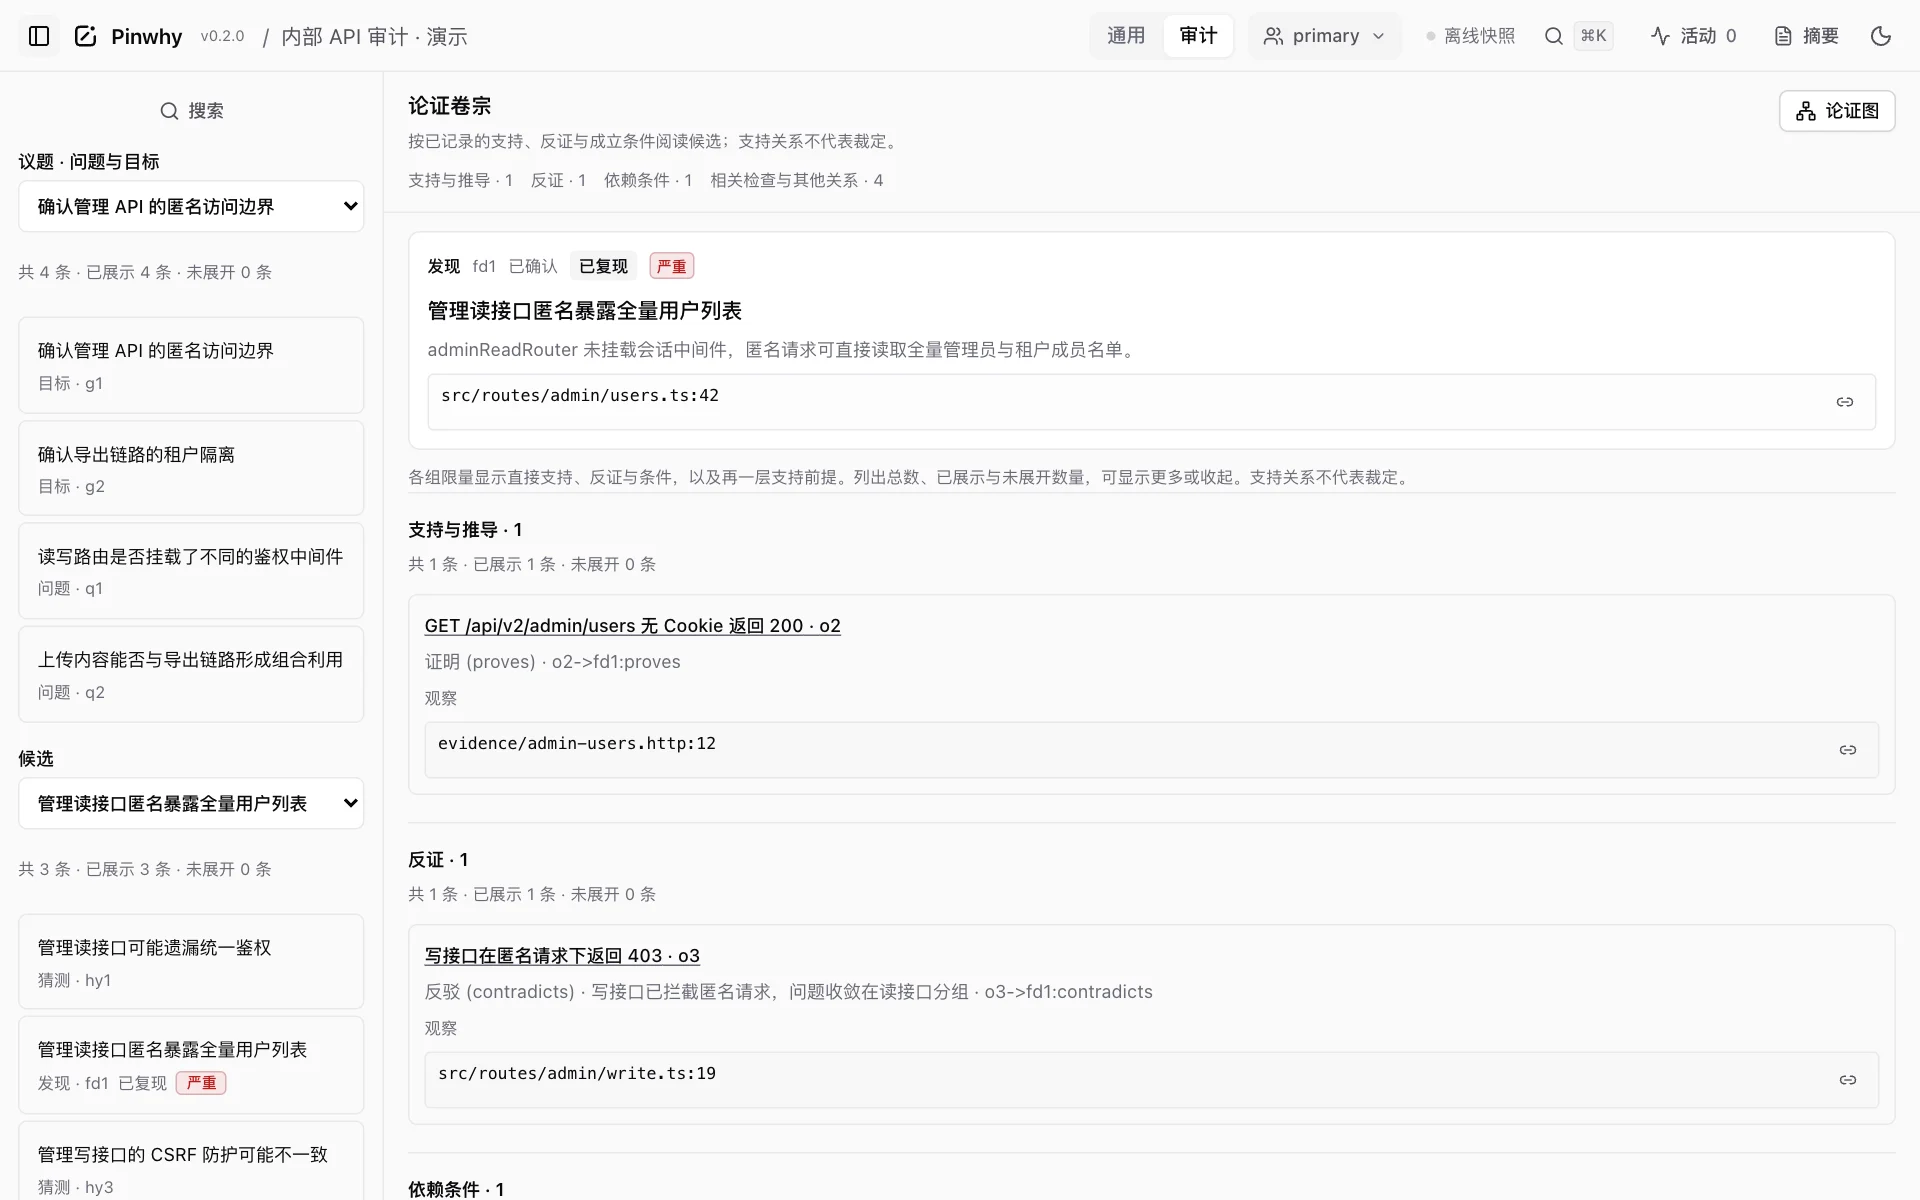 Pinwhy v0.2.0 / 内部 API 审计 · 演示
通用 审计 primary 离线快照 ⌘K 活动 0 摘要
搜索
议题 · 问题与目标
确认管理 API 的匿名访问边界
共 4 条 · 已展示 4 条 · 未展开 0 条
确认管理 API 的匿名访问边界
目标 · g1
确认导出链路的租户隔离
目标 · g2
读写路由是否挂载了不同的鉴权中间件
问题 · q1
上传内容能否与导出链路形成组合利用
问题 · q2
候选
管理读接口匿名暴露全量用户列表
共 3 条 · 已展示 3 条 · 未展开 0 条
管理读接口可能遗漏统一鉴权
猜测 · hy1
管理读接口匿名暴露全量用户列表
发现 · fd1 已复现 严重
管理写接口的 CSRF 防护可能不一致
猜测 · hy3
论证卷宗
论证图
按已记录的支持、反证与成立条件阅读候选；支持关系不代表裁定。
支持与推导 · 1 反证 · 1 依赖条件 · 1 相关检查与其他关系 · 4
发现 fd1 已确认 已复现 严重
管理读接口匿名暴露全量用户列表
adminReadRouter 未挂载会话中间件，匿名请求可直接读取全量管理员与租户成员名单。
src/routes/admin/users.ts:42
各组限量显示直接支持、反证与条件，以及再一层支持前提。列出总数、已展示与未展开数量，可显示更多或收起。支持关系不代表裁定。
支持与推导 · 1
共 1 条 · 已展示 1 条 · 未展开 0 条
GET /api/v2/admin/users 无 Cookie 返回 200 · o2
证明 (proves) · o2->fd1:proves
观察
evidence/admin-users.http:12
反证 · 1
共 1 条 · 已展示 1 条 · 未展开 0 条
写接口在匿名请求下返回 403 · o3
反驳 (contradicts) · 写接口已拦截匿名请求，问题收敛在读接口分组 · o3->fd1:contradicts
观察
src/routes/admin/write.ts:19
依赖条件 · 1